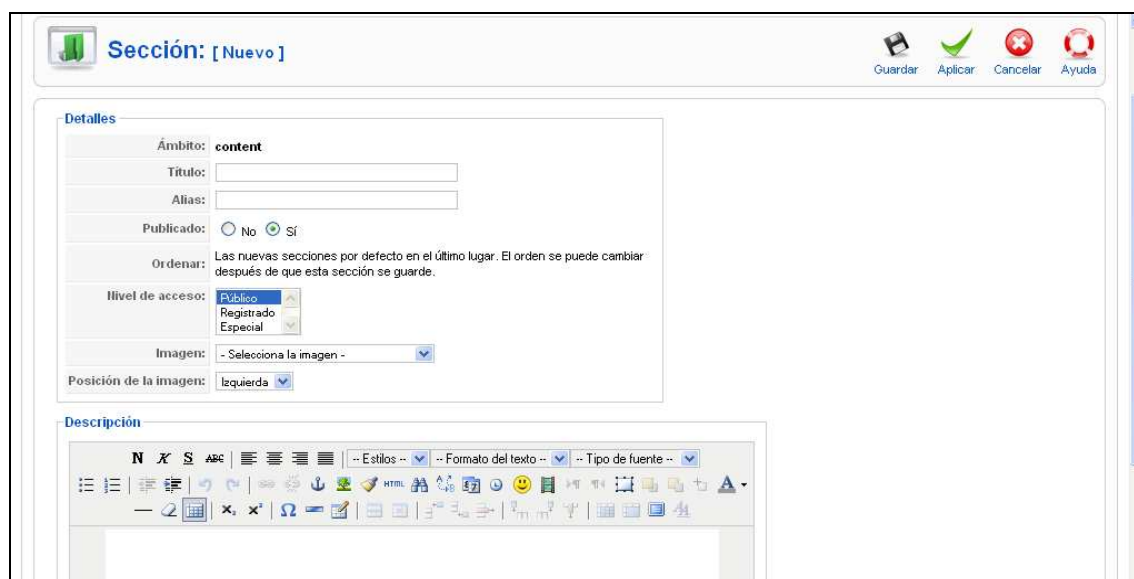 Sección: [ Nuevo ]
Guardar Aplicar Cancelar Ayuda
Detalles
Ámbito: content
Título:
Alias:
Publicado: No Sí
Ordenar: Las nuevas secciones por defecto en el último lugar. El orden se puede cambiar
después de que esta sección se guarde.
Nivel de acceso: Público
Registrado
Especial
Imagen: - Selecciona la imagen -
Posición de la imagen: Izquierda
Descripción
N K S ABC -- Estilos -- -- Formato del texto -- -- Tipo de fuente --
HTML A
x₂ x² Ω